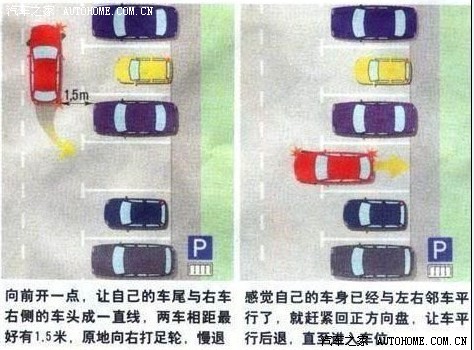 汽车之家 AUTOHOME.COM.CN
1,5m
P
向前开一点，让自己的车尾与右车
右侧的车头成一直线，两车相距最
好有1.5米，原地向右打足轮，慢退
汽车之家 AUTOHOME.COM.CN
P
感觉自己的车身已经与左右邻车平
行了，就赶紧回正方向盘，让车平
行后退，直至进入车位